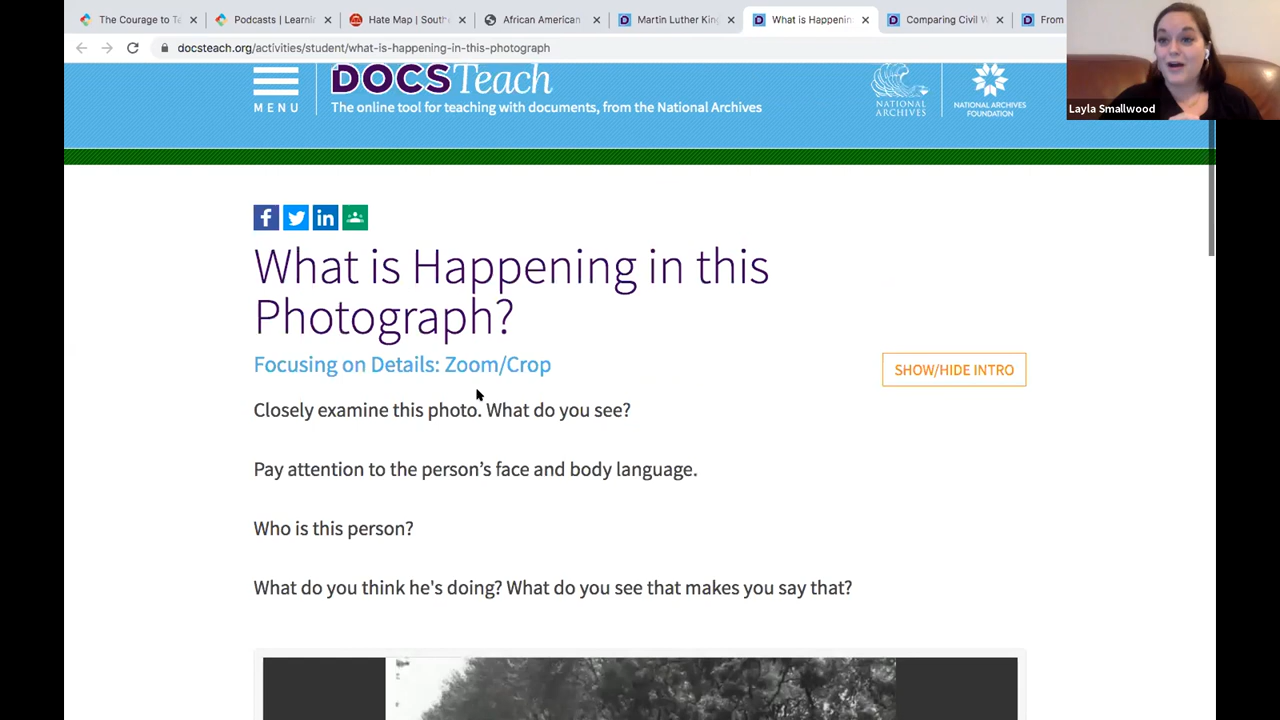 The Courage to Te
Podcasts | Learni
Hate Map | South
African American
Martin Luther King
What is Happenin
Comparing Civil W
From
docsteach.org/activities/student/what-is-happening-in-this-photograph
MENU
DOCSTeach
The online tool for teaching with documents, from the National Archives
NATIONAL
ARCHIVES
NATIONAL ARCHIVES
FOUNDATION
Layla Smallwood
f
in
What is Happening in this
Photograph?
Focusing on Details: Zoom/Crop
SHOW/HIDE INTRO
Closely examine this photo. What do you see?
Pay attention to the person’s face and body language.
Who is this person?
What do you think he's doing? What do you see that makes you say that?